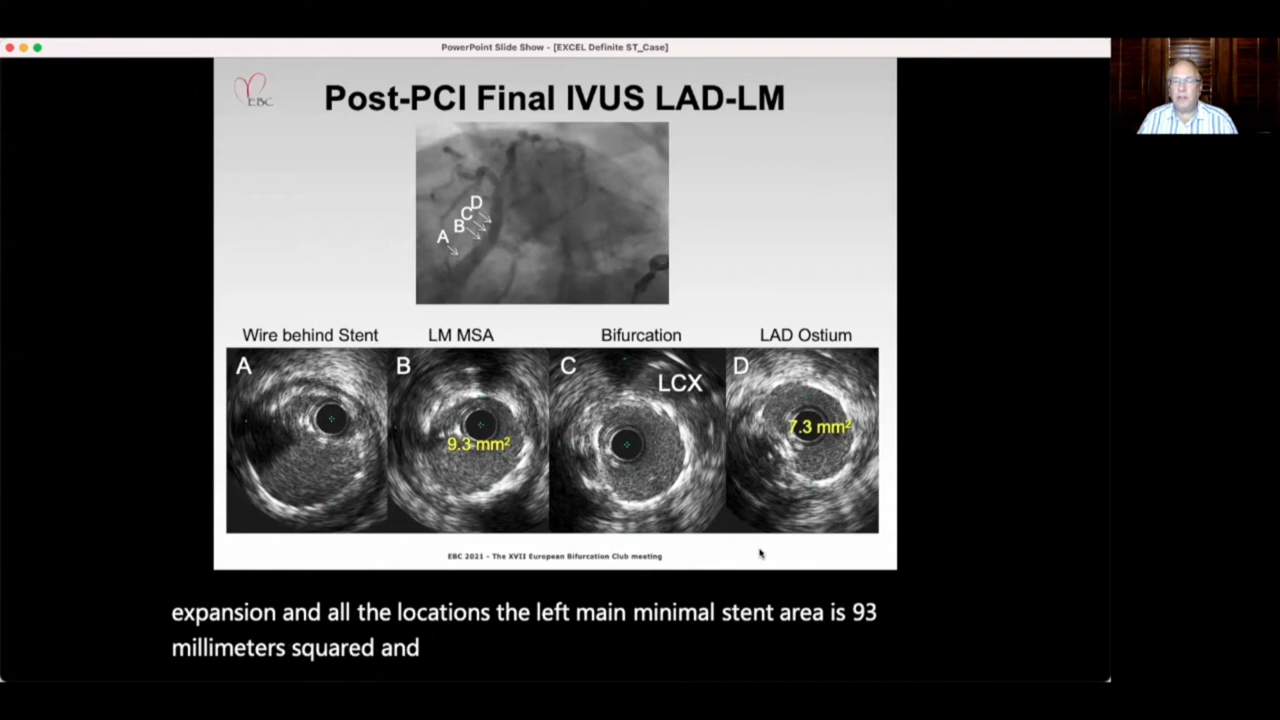 PowerPoint Slide Show - [EXCEL Definite ST_Case]
EBC
Post-PCI Final IVUS LAD-LM
D
C
B
A
Wire behind Stent LM MSA Bifurcation LAD Ostium
A B C D
LCX
9.3 mm² 7.3 mm²
EBC 2021 - The XVII European Bifurcation Club meeting
expansion and all the locations the left main minimal stent area is 93
millimeters squared and